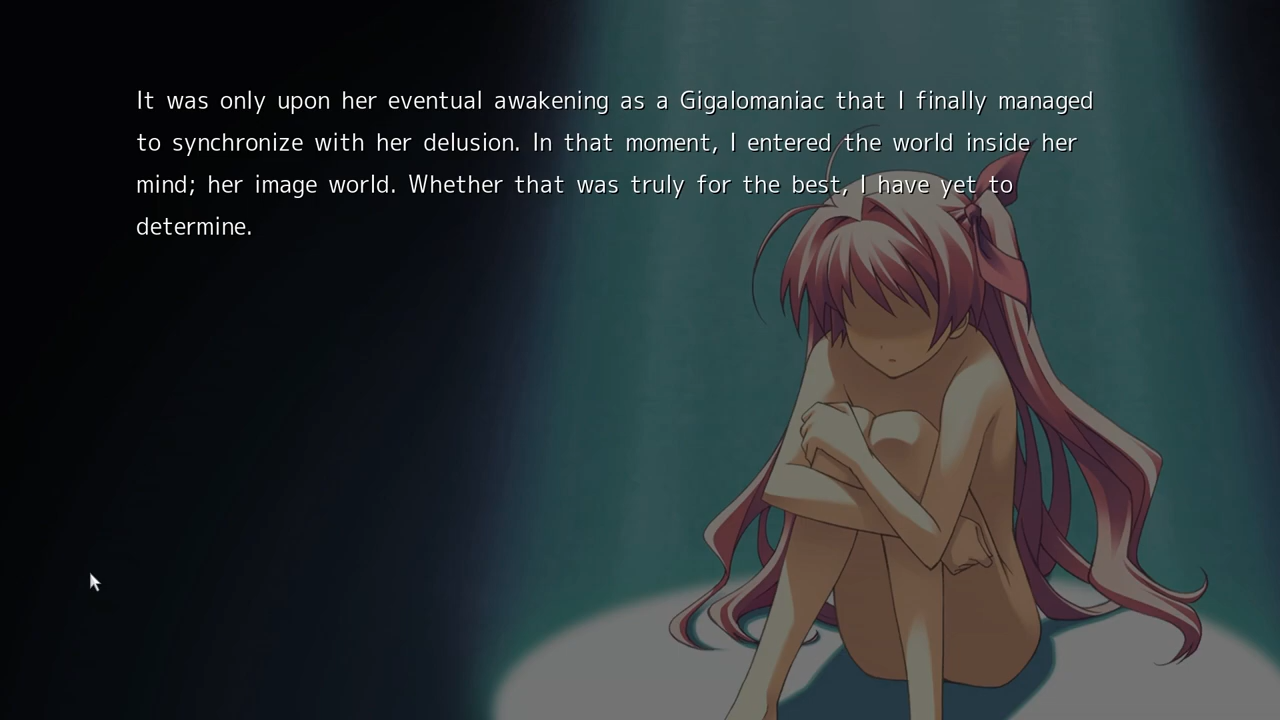 It was only upon her eventual awakening as a Gigalomaniac that I finally managed
to synchronize with her delusion. In that moment, I entered the world inside her
mind; her image world. Whether that was truly for the best, I have yet to
determine.